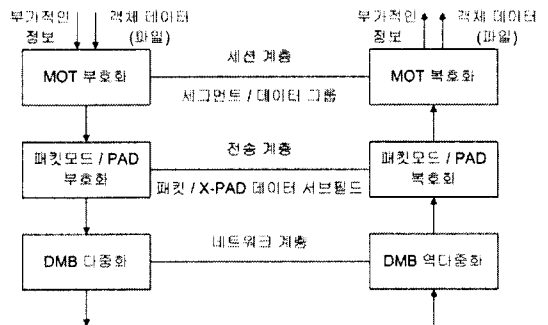 부가적인 객체 데이터
정보 (파일)
부가적인 객체 데이터
정보 (파일)
MOT 부호화
세션 계층
세그먼트 / 데이터 그룹
MOT 복호화
패킷모드 / PAD
부호화
전송 계층
패킷 / X-PAD 데이터 서브필드
패킷모드 / PAD
복호화
DMB 다중화
네트워크 계층
DMB 역다중화